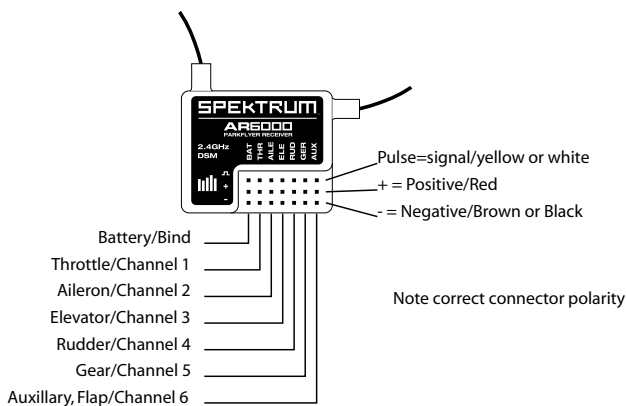 SPEKTRUM
AR6000
PARKFLYER RECEIVER
2.4GHz
DSM
BAT THR AILE ELE RUD GER AUX
+
-
Pulse=signal/yellow or white
+ = Positive/Red
- = Negative/Brown or Black
Battery/Bind
Throttle/Channel 1
Aileron/Channel 2
Elevator/Channel 3
Rudder/Channel 4
Gear/Channel 5
Auxillary, Flap/Channel 6
Note correct connector polarity